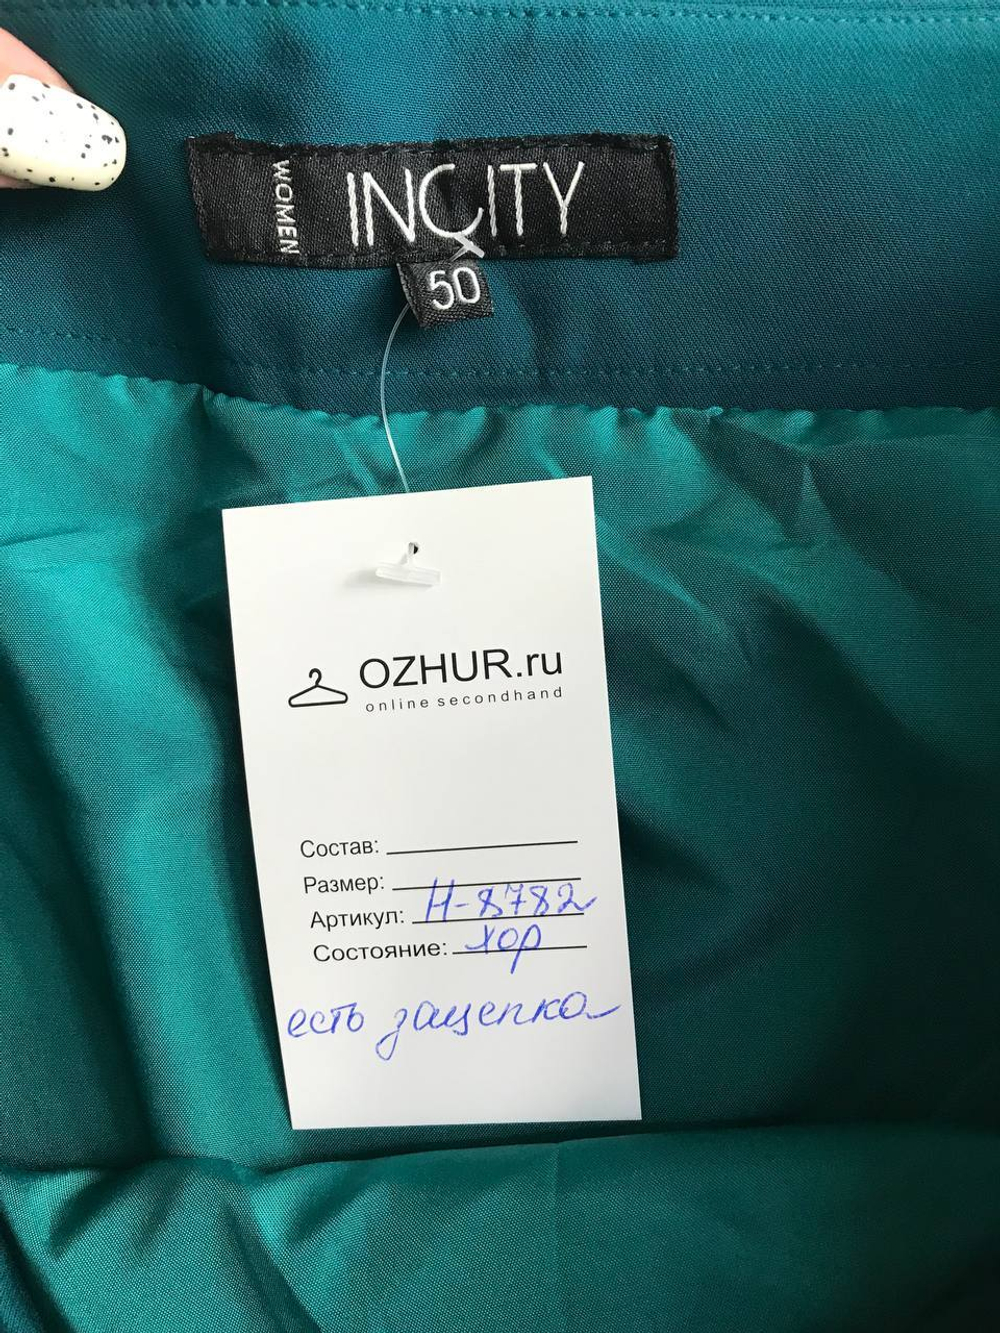 WOMEN
INCITY
50
OZHUR.ru
online secondhand
Состав:
Размер:
Артикул: Н-8782
Состояние: хор
есть зацепка